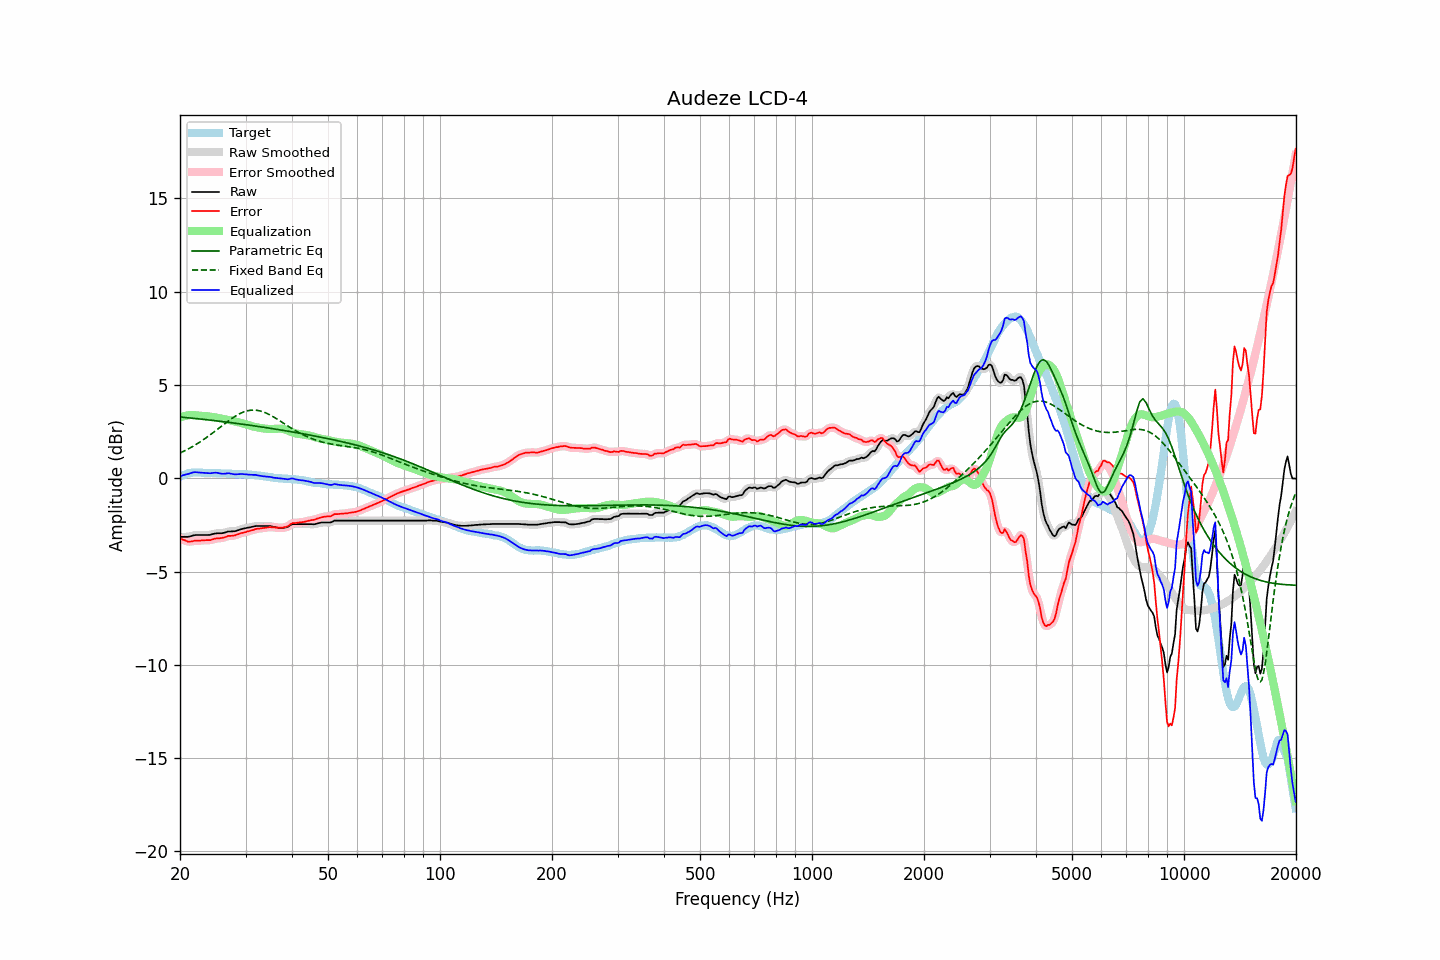 Audeze LCD-4
Target
Raw Smoothed
Error Smoothed
Raw
Error
Equalization
Parametric Eq
Fixed Band Eq
Equalized
Amplitude (dBr)
15
10
5
0
−5
−10
−15
−20
20 50 100 200 500 1000 2000 5000 10000 20000
Frequency (Hz)